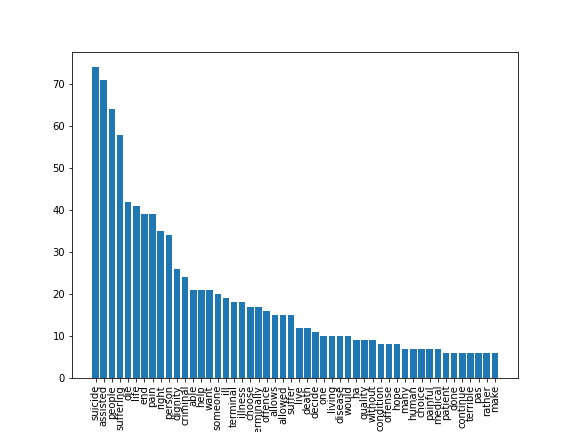 70
60
50
40
30
20
10
0
suicide
assisted
people
suffering
die
life
end
pain
right
person
dignity
criminal
able
help
want
someone
ill
terminal
illness
choose
erminally
offence
allows
allowed
suffer
live
death
decide
one
living
disease
would
ha
quality
without
condition
offense
hope
many
human
choice
painful
medical
patient
done
continue
terrible
pas
rather
make